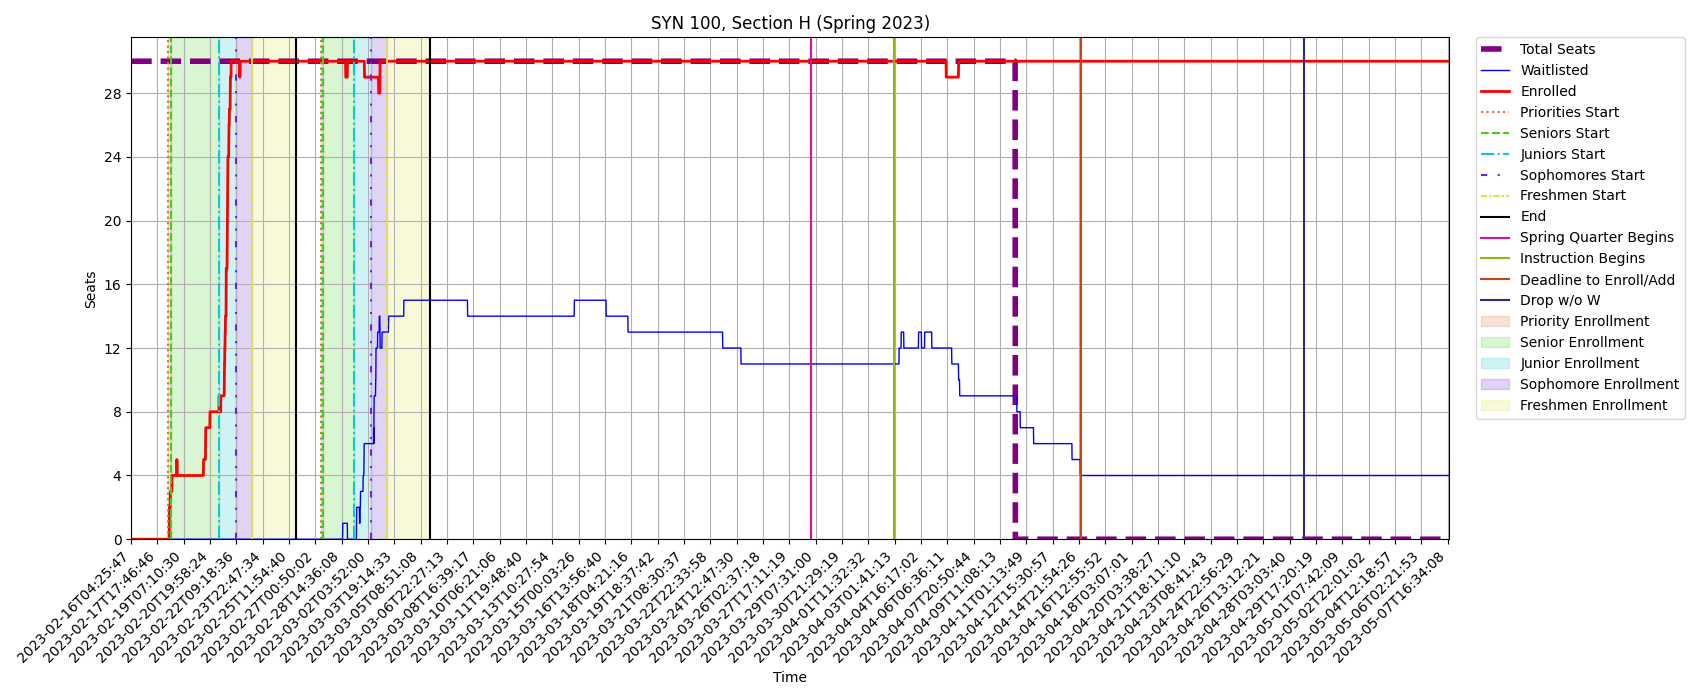 SYN 100, Section H (Spring 2023)
Seats
28
24
20
16
12
8
4
0
2023-02-16T04:25:47
2023-02-17T17:46:46
2023-02-19T07:10:30
2023-02-20T19:58:24
2023-02-22T09:18:36
2023-02-23T22:47:34
2023-02-25T11:54:40
2023-02-27T00:50:02
2023-02-28T14:36:08
2023-03-02T03:52:00
2023-03-03T19:14:33
2023-03-05T08:51:08
2023-03-06T22:27:13
2023-03-08T16:39:17
2023-03-10T06:21:06
2023-03-11T19:48:40
2023-03-13T10:27:54
2023-03-15T00:03:26
2023-03-16T13:56:40
2023-03-18T04:21:16
2023-03-19T18:37:42
2023-03-21T08:30:37
2023-03-22T22:33:58
2023-03-24T12:47:30
2023-03-26T02:37:18
2023-03-27T17:11:19
2023-03-29T07:31:00
2023-03-30T21:29:19
2023-04-01T11:32:32
2023-04-03T01:41:13
2023-04-04T16:17:02
2023-04-06T06:36:11
2023-04-07T20:50:44
2023-04-09T11:08:13
2023-04-11T01:13:49
2023-04-12T15:30:57
2023-04-14T21:54:26
2023-04-16T12:55:52
2023-04-18T03:07:01
2023-04-20T03:38:27
2023-04-21T18:11:10
2023-04-23T08:41:43
2023-04-24T22:56:29
2023-04-26T13:12:21
2023-04-28T03:03:40
2023-04-29T17:20:19
2023-05-01T07:42:09
2023-05-02T22:01:02
2023-05-04T12:18:57
2023-05-06T02:21:53
2023-05-07T16:34:08
Time
Total Seats
Waitlisted
Enrolled
Priorities Start
Seniors Start
Juniors Start
Sophomores Start
Freshmen Start
End
Spring Quarter Begins
Instruction Begins
Deadline to Enroll/Add
Drop w/o W
Priority Enrollment
Senior Enrollment
Junior Enrollment
Sophomore Enrollment
Freshmen Enrollment